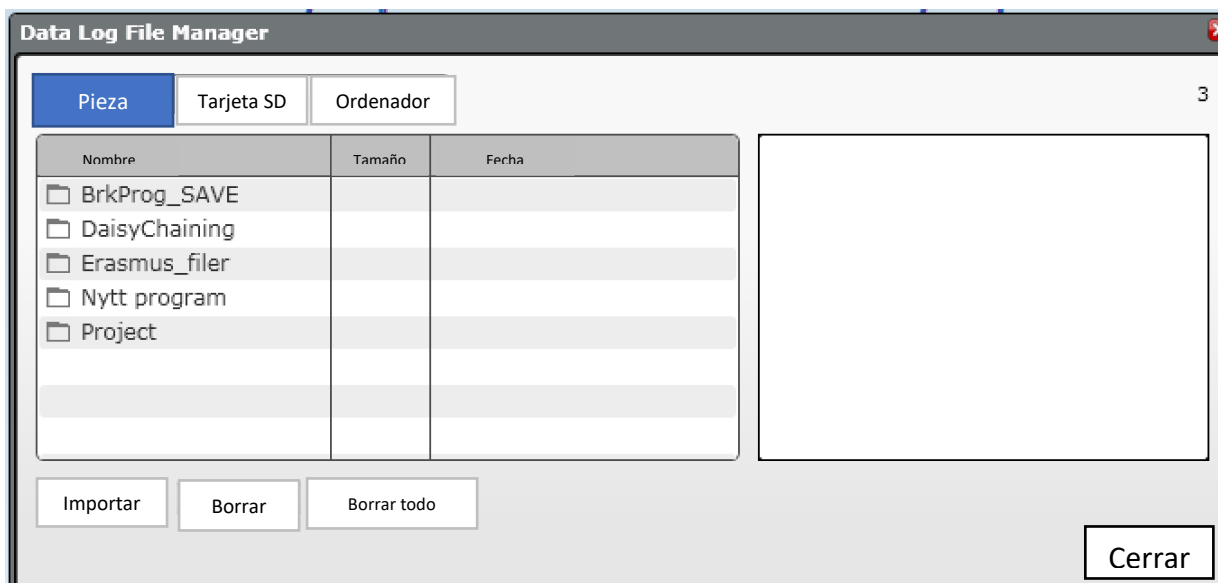 Data Log File Manager
Pieza Tarjeta SD Ordenador
3
Nombre Tamaño Fecha
BrkProg_SAVE
DaisyChaining
Erasmus_filer
Nytt program
Project
Importar Borrar Borrar todo
Cerrar